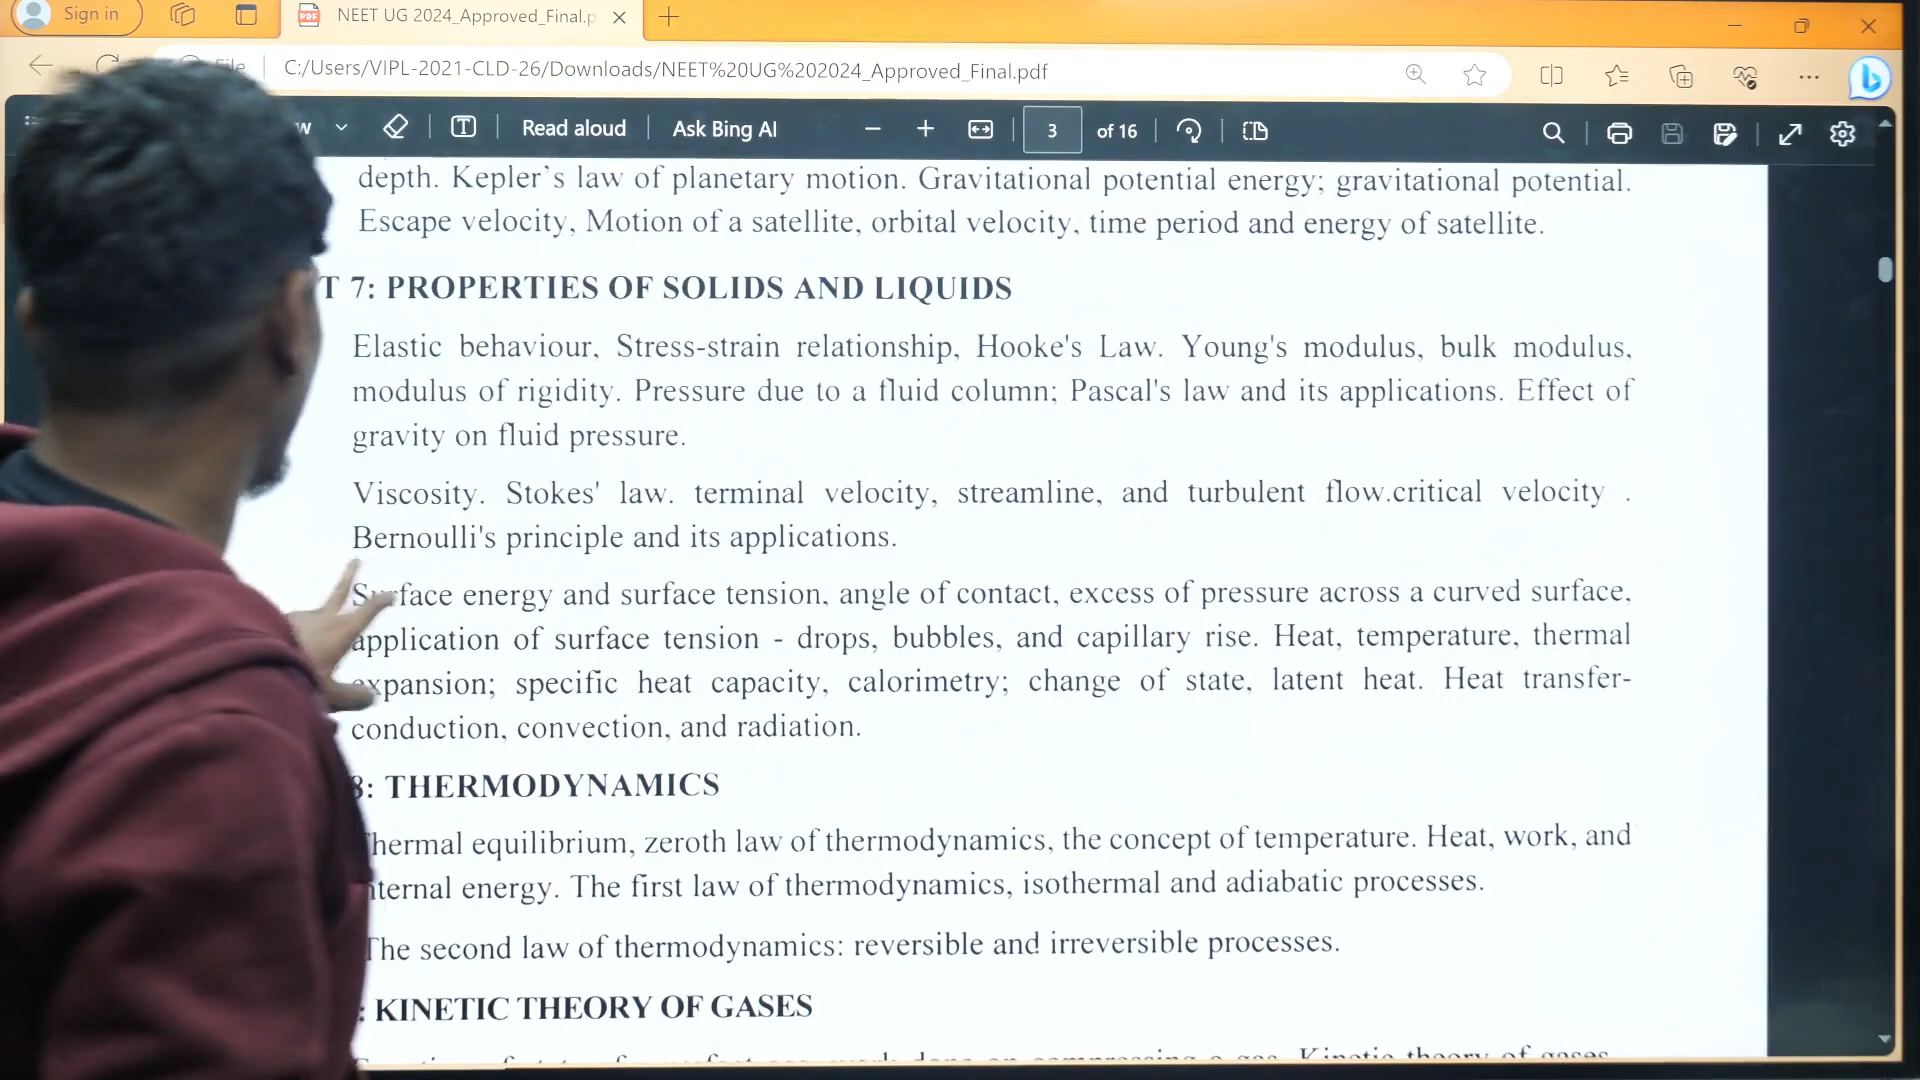 Sign in
NEET UG 2024_Approved_Final.p
File
C:/Users/VIPL-2021-CLD-26/Downloads/NEET%20UG%202024_Approved_Final.pdf
Read aloud
Ask Bing AI
3 of 16
depth. Kepler's law of planetary motion. Gravitational potential energy; gravitational potential.
Escape velocity, Motion of a satellite, orbital velocity, time period and energy of satellite.
T 7: PROPERTIES OF SOLIDS AND LIQUIDS
Elastic behaviour, Stress-strain relationship, Hooke's Law. Young's modulus, bulk modulus,
modulus of rigidity. Pressure due to a fluid column; Pascal's law and its applications. Effect of
gravity on fluid pressure.
Viscosity. Stokes' law. terminal velocity, streamline, and turbulent flow.critical velocity .
Bernoulli's principle and its applications.
Surface energy and surface tension, angle of contact, excess of pressure across a curved surface,
application of surface tension - drops, bubbles, and capillary rise. Heat, temperature, thermal
expansion; specific heat capacity, calorimetry; change of state, latent heat. Heat transfer-
conduction, convection, and radiation.
8: THERMODYNAMICS
Thermal equilibrium, zeroth law of thermodynamics, the concept of temperature. Heat, work, and
internal energy. The first law of thermodynamics, isothermal and adiabatic processes.
The second law of thermodynamics: reversible and irreversible processes.
: KINETIC THEORY OF GASES